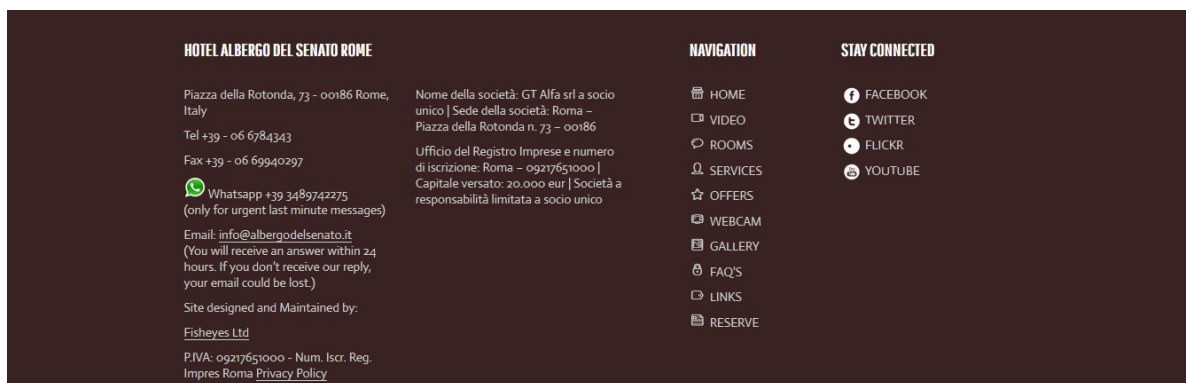 HOTEL ALBERGO DEL SENATO ROME
Piazza della Rotonda, 73 - 00186 Rome,
Italy
Tel +39 - 06 6784343
Fax +39 - 06 69940297
Whatsapp +39 3489742275
(only for urgent last minute messages)
Email: info@albergodelsenato.it
(You will receive an answer within 24
hours. If you don't receive our reply,
your email could be lost.)
Site designed and Maintained by:
Fisheyes Ltd
P.IVA: 09217651000 - Num. Iscr. Reg.
Impres Roma Privacy Policy
Nome della società: GT Alfa srl a socio
unico | Sede della società: Roma –
Piazza della Rotonda n. 73 – 00186
Ufficio del Registro Imprese e numero
di iscrizione: Roma – 09217651000 |
Capitale versato: 20.000 eur | Società a
responsabilità limitata a socio unico
NAVIGATION
HOME
VIDEO
ROOMS
SERVICES
OFFERS
WEBCAM
GALLERY
FAQ'S
LINKS
RESERVE
STAY CONNECTED
FACEBOOK
TWITTER
FLICKR
YOUTUBE